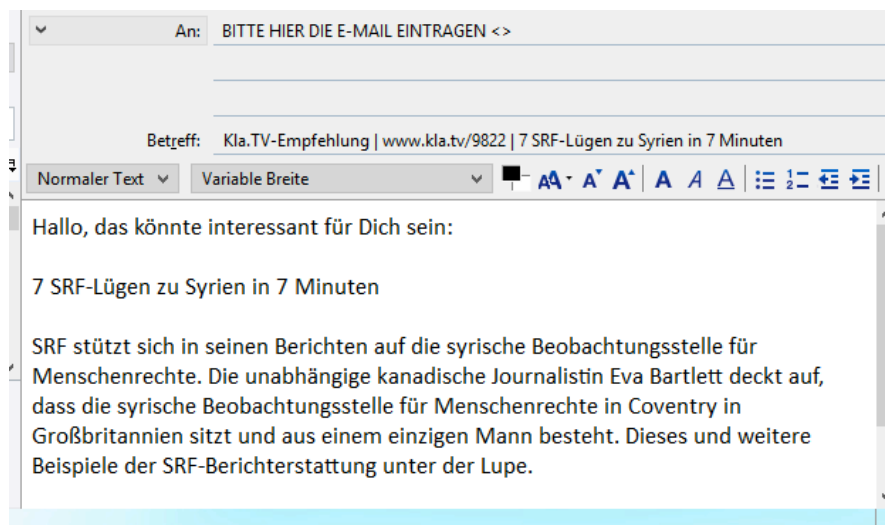 An: BITTE HIER DIE E-MAIL EINTRAGEN <>
Betreff: Kla.TV-Empfehlung | www.kla.tv/9822 | 7 SRF-Lügen zu Syrien in 7 Minuten
Normaler Text Variable Breite
Hallo, das könnte interessant für Dich sein:
7 SRF-Lügen zu Syrien in 7 Minuten
SRF stützt sich in seinen Berichten auf die syrische Beobachtungsstelle für
Menschenrechte. Die unabhängige kanadische Journalistin Eva Bartlett deckt auf,
dass die syrische Beobachtungsstelle für Menschenrechte in Coventry in
Großbritannien sitzt und aus einem einzigen Mann besteht. Dieses und weitere
Beispiele der SRF-Berichterstattung unter der Lupe.